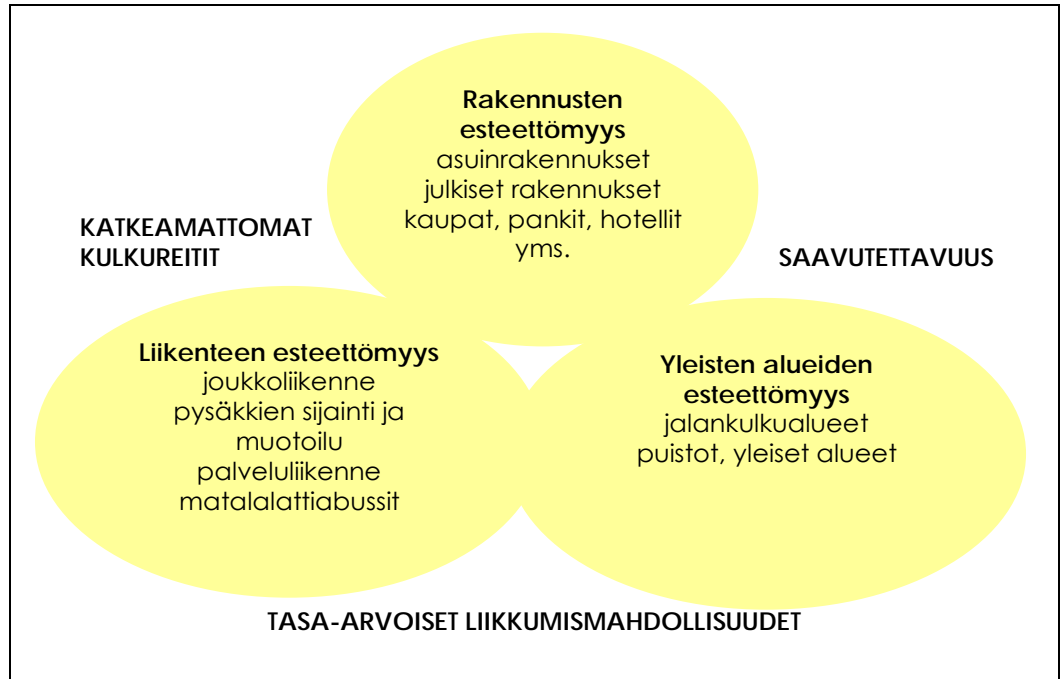 Rakennusten
esteettömyys
asuinrakennukset
julkiset rakennukset
kaupat, pankit, hotellit
yms.
KATKEAMATTOMAT
KULKUREITIT
SAAVUTETTAVUUS
Liikenteen esteettömyys
joukkoliikenne
pysäkkien sijainti ja
muotoilu
palveluliikenne
matalalattiabussit
Yleisten alueiden
esteettömyys
jalankulkualueet
puistot, yleiset alueet
TASA-ARVOISET LIIKKUMISMAHDOLLISUUDET